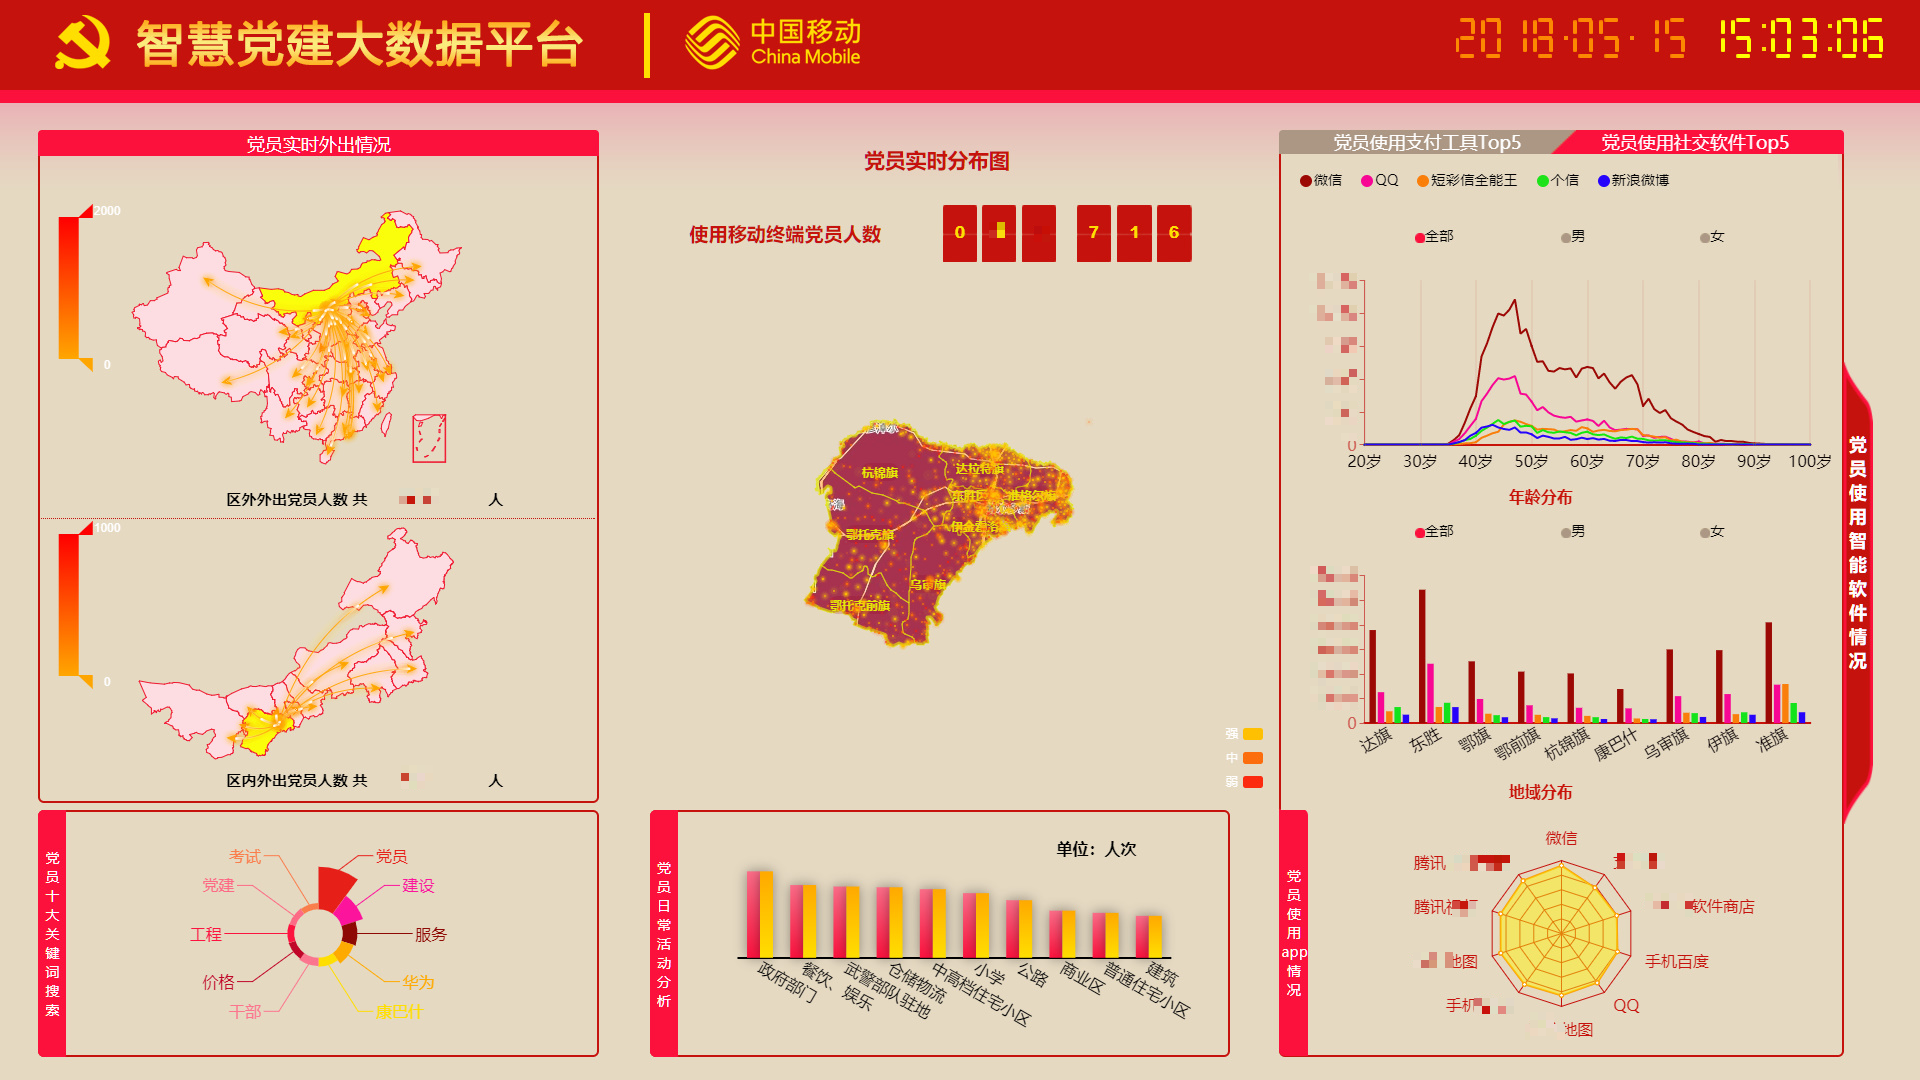 智慧党建大数据平台
中国移动
China Mobile
2018-05-15 15:03:06
党员实时外出情况
2000
0
区外外出党员人数 共 人
1000
0
区内外出党员人数 共 人
党员实时分布图
使用移动终端党员人数
0 7 1 6
杭锦旗
达拉特旗
东胜区
准格尔旗
鄂托克旗
乌审旗
鄂托克前旗
强
中
弱
党员使用支付工具Top5
党员使用社交软件Top5
微信 QQ 短彩信全能王 个信 新浪微博
全部 男 女
0
20岁 30岁 40岁 50岁 60岁 70岁 80岁 90岁 100岁
年龄分布
全部 男 女
0
达旗 东胜 鄂旗 鄂前旗 杭锦旗 康巴什 乌审旗 伊旗 准旗
地域分布
党员使用智能软件情况
党员十大关键词搜索
考试
党员
党建
建设
工程
服务
价格
华为
干部
康巴什
党员日常活动分析
单位：人次
政府部门 餐饮、娱乐 武警部队驻地 仓储物流 中高档住宅小区 小学 公路 商业区 普通住宅小区 建筑
党员使用app情况
微信
腾讯
腾讯视频
软件商店
地图
手机百度
手机
QQ
地图